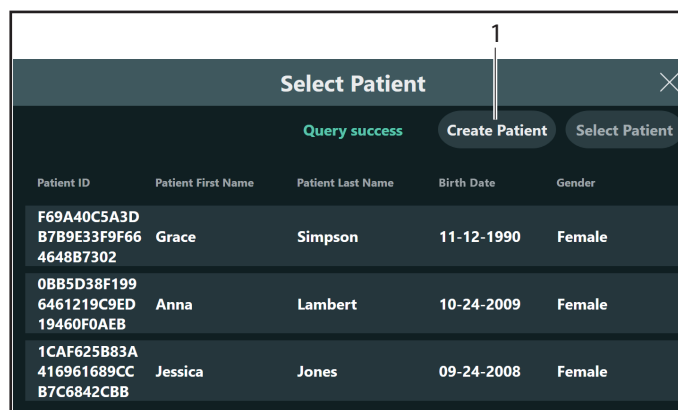 1
Select Patient
Query success Create Patient Select Patient
Patient ID Patient First Name Patient Last Name Birth Date Gender
F69A40C5A3D
B7B9E33F9F66 Grace Simpson 11-12-1990 Female
4648B7302
0BB5D38F199
6461219C9ED Anna Lambert 10-24-2009 Female
19460F0AEB
1CAF625B83A
416961689CC Jessica Jones 09-24-2008 Female
B7C6842CBB